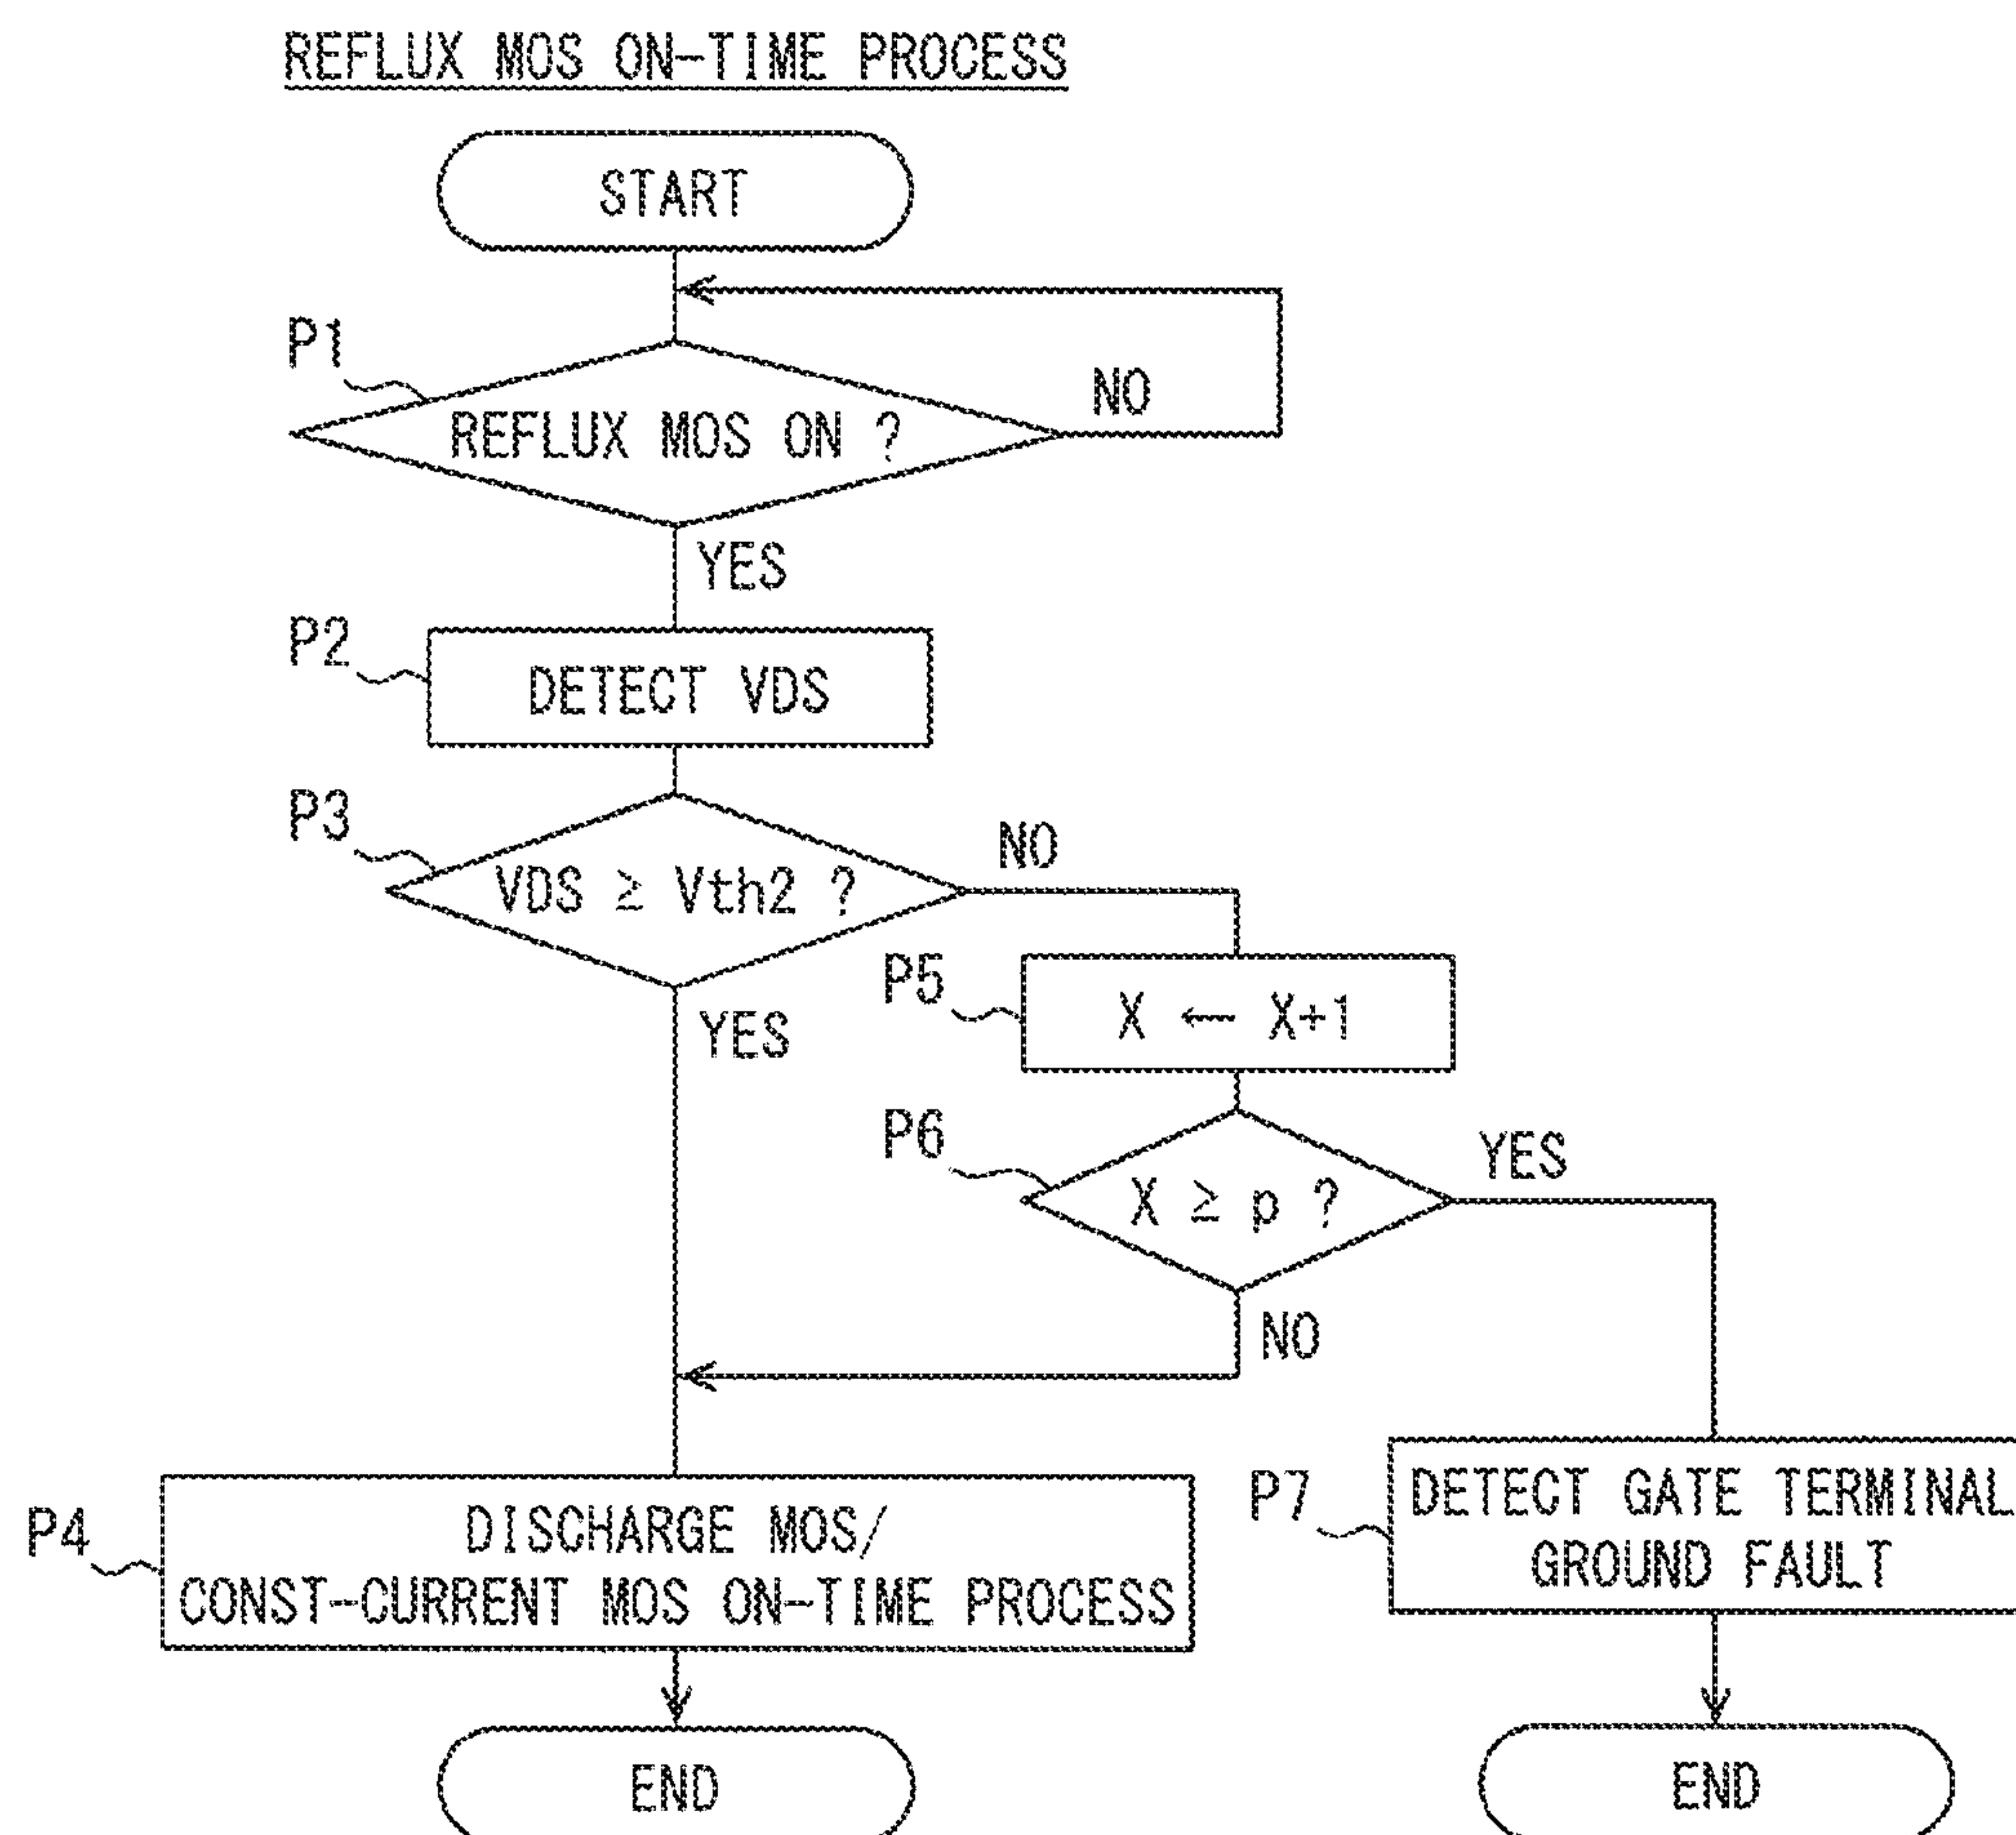 REFLUX MOS ON-TIME PROCESS
START
P1
REFLUX MOS ON ?
NO
YES
P2
DETECT VDS
P3
VDS ≥ Vth2 ?
NO
YES
P5
X ← X+1
P6
X ≥ p ?
YES
NO
P4
DISCHARGE MOS/
CONST-CURRENT MOS ON-TIME PROCESS
P7
DETECT GATE TERMINAL
GROUND FAULT
END
END